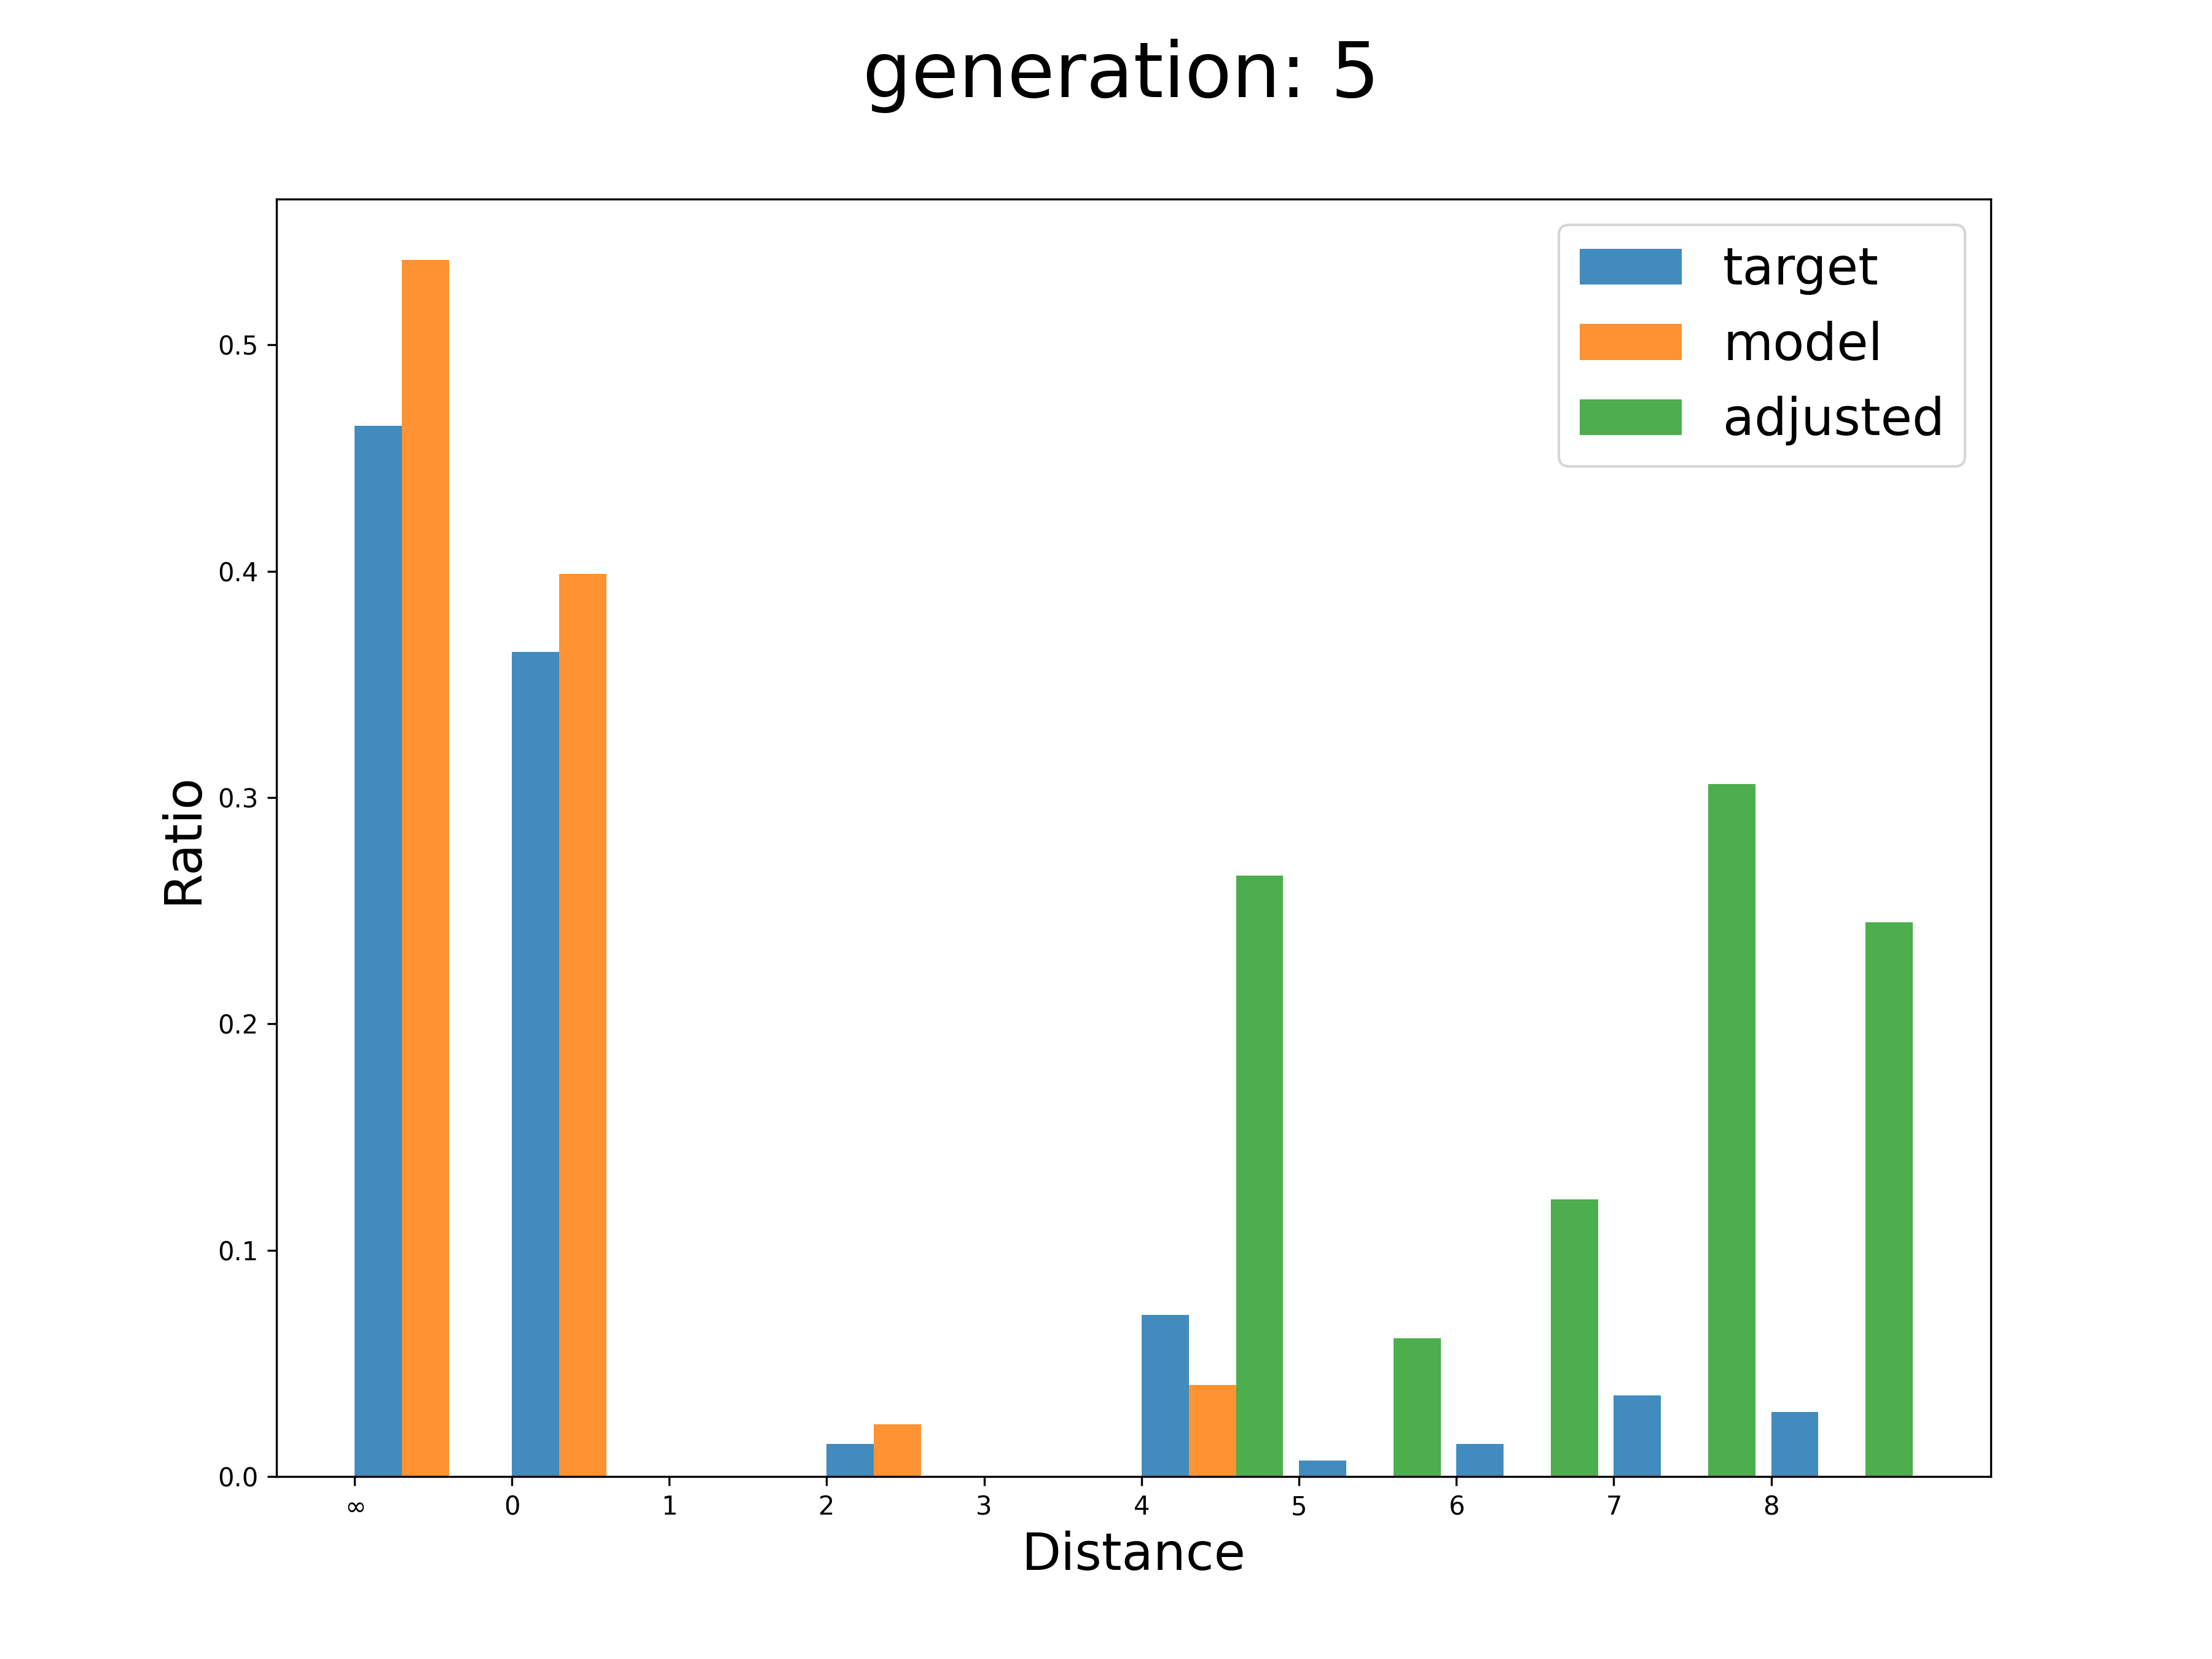 generation: 5
target
model
adjusted
Ratio
0.5
0.4
0.3
0.2
0.1
0.0
∞ 0 1 2 3 4 5 6 7 8
Distance